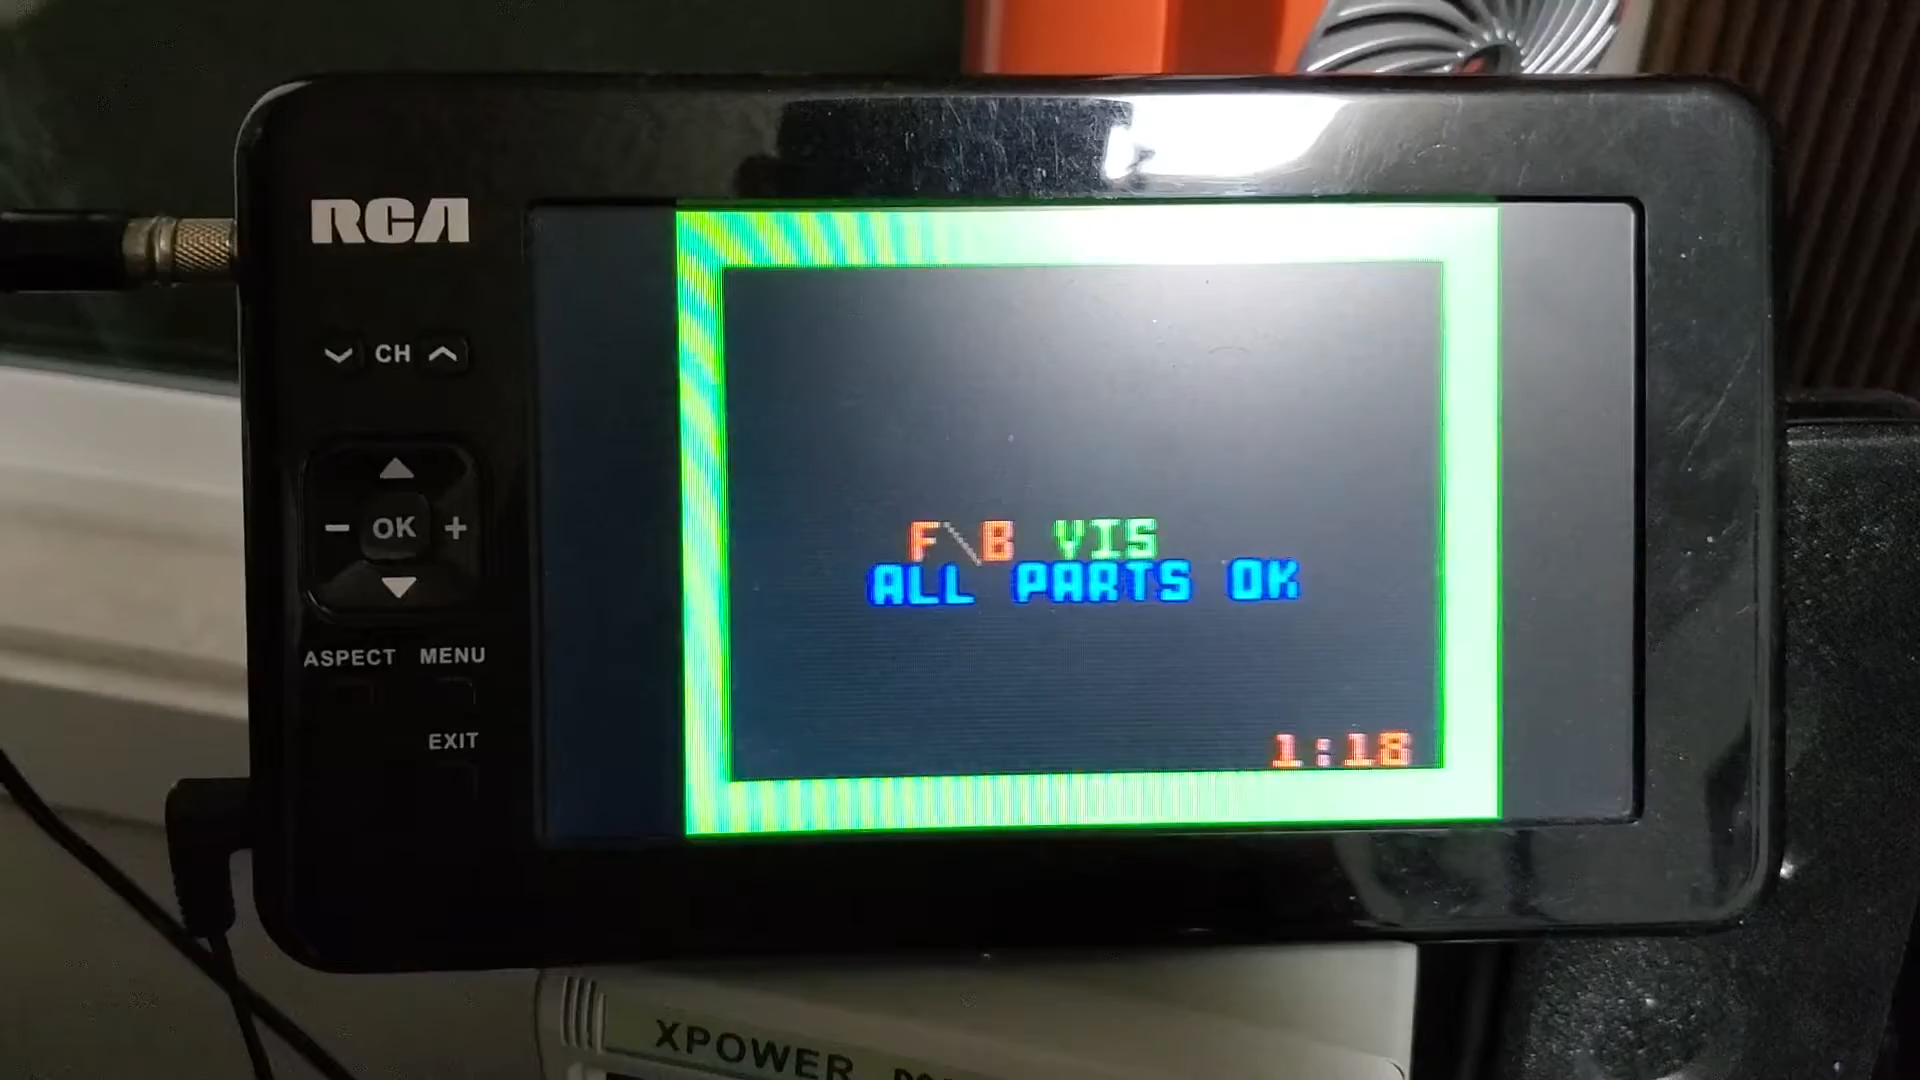 RCA
CH
OK
ASPECT MENU
EXIT
F\B VIS
ALL PARTS OK
1:18
XPOWER